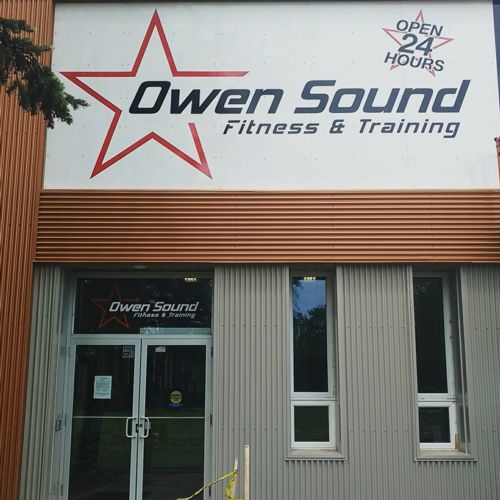 OPEN
24
HOURS
Owen Sound
Fitness & Training
Owen Sound
Fitness & Training